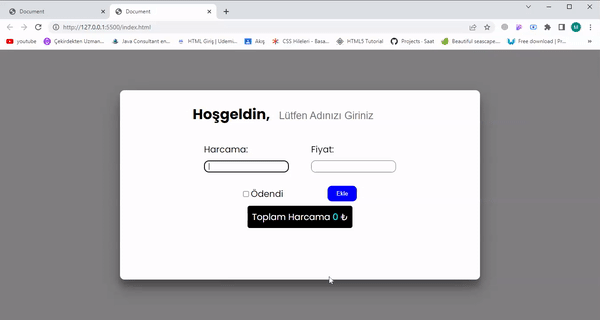 Document
Document
http://127.0.0.1:5500/index.html
youtube
Çekirdekten Uzman...
Java Consultant en...
HTML Giriş | Udemi...
Akış
CSS Hileleri - Basa...
HTML5 Tutorial
Projects · Saat
Beautiful seascape....
Free download | Pr...
Hoşgeldin, Lütfen Adınızı Giriniz
Harcama: Fiyat:
Ödendi Ekle
Toplam Harcama 0 ₺